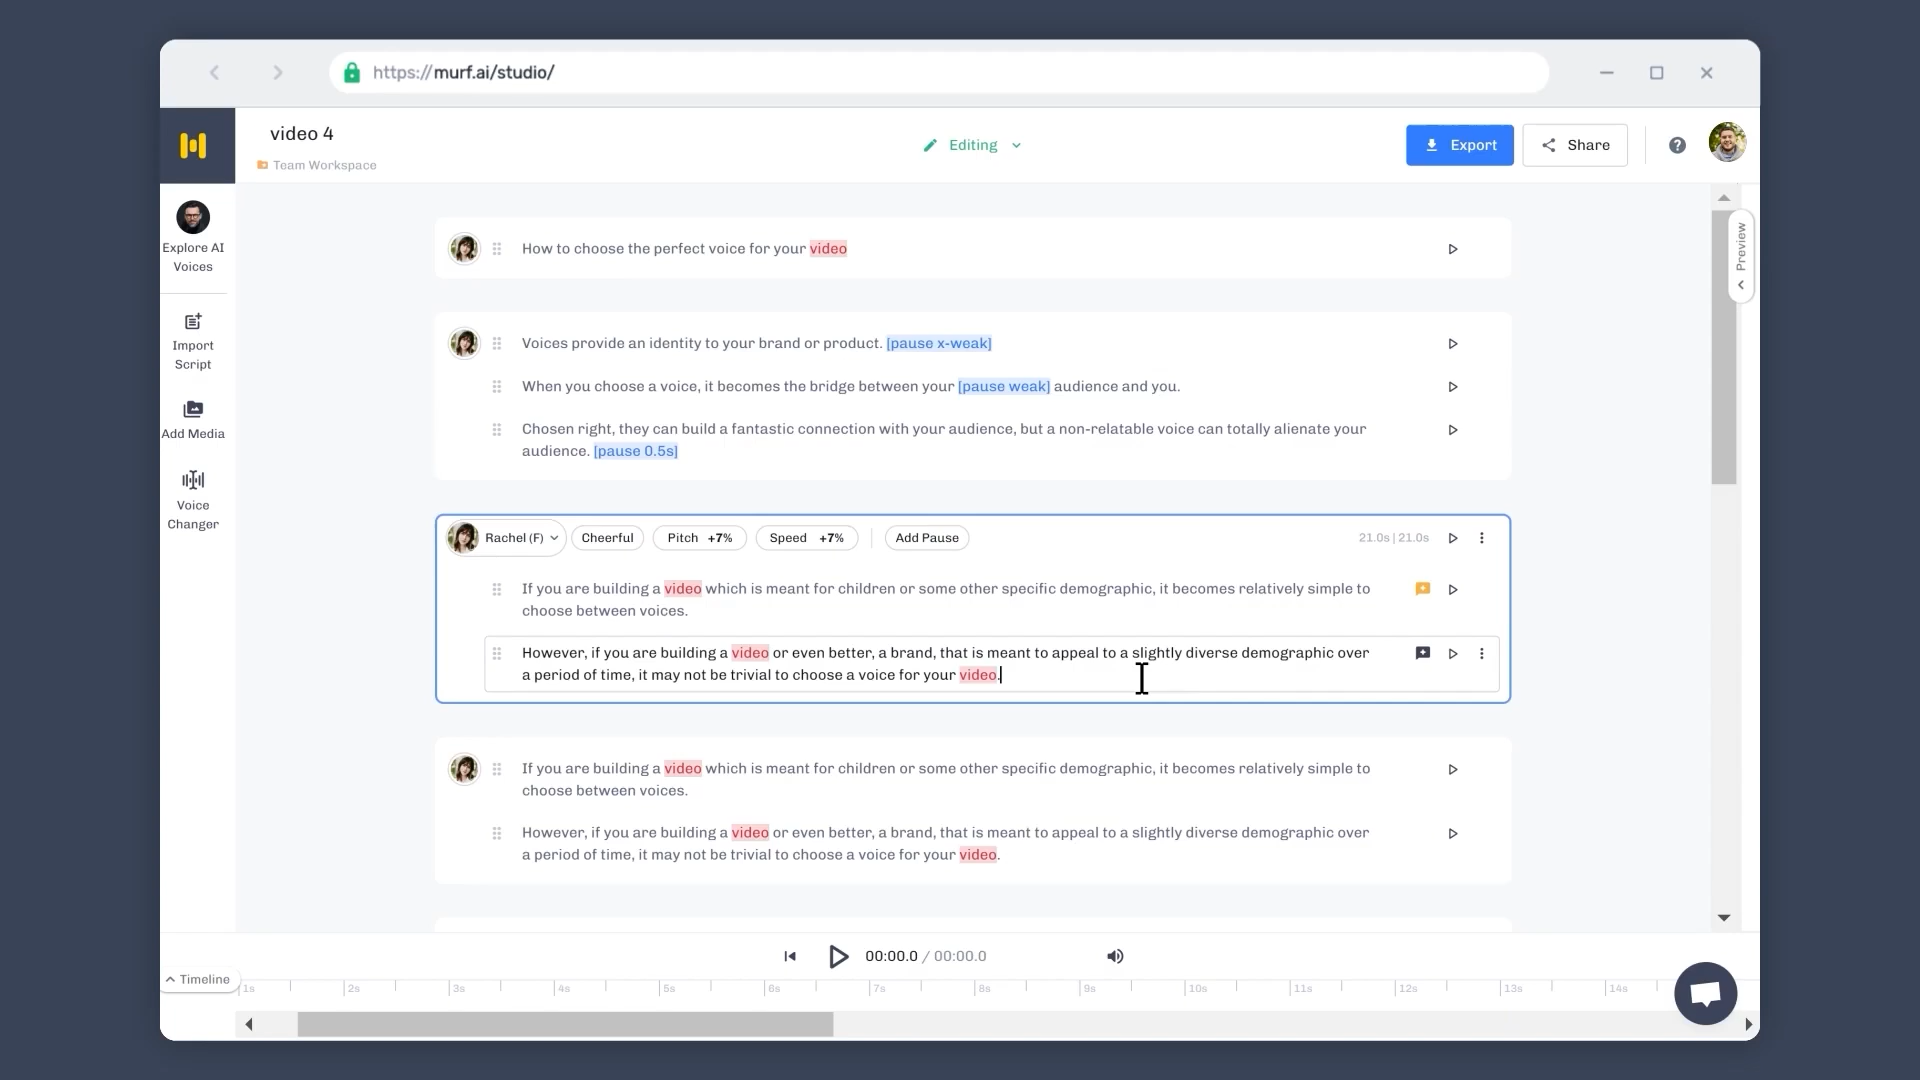 https://murf.ai/studio/
video 4
Team Workspace
Editing
Export
Share
?
Explore AI
Voices
Import
Script
Add Media
Voice
Changer
Preview
How to choose the perfect voice for your video
Voices provide an identity to your brand or product. [pause x-weak]
When you choose a voice, it becomes the bridge between your [pause weak] audience and you.
Chosen right, they can build a fantastic connection with your audience, but a non-relatable voice can totally alienate your
audience. [pause 0.5s]
Rachel (F)
Cheerful
Pitch +7%
Speed +7%
Add Pause
21.0s | 21.0s
If you are building a video which is meant for children or some other specific demographic, it becomes relatively simple to
choose between voices.
However, if you are building a video or even better, a brand, that is meant to appeal to a slightly diverse demographic over
a period of time, it may not be trivial to choose a voice for your video.
If you are building a video which is meant for children or some other specific demographic, it becomes relatively simple to
choose between voices.
However, if you are building a video or even better, a brand, that is meant to appeal to a slightly diverse demographic over
a period of time, it may not be trivial to choose a voice for your video.
00:00.0 / 00:00.0
Timeline
1s 2s 3s 4s 5s 6s 7s 8s 9s 10s 11s 12s 13s 14s